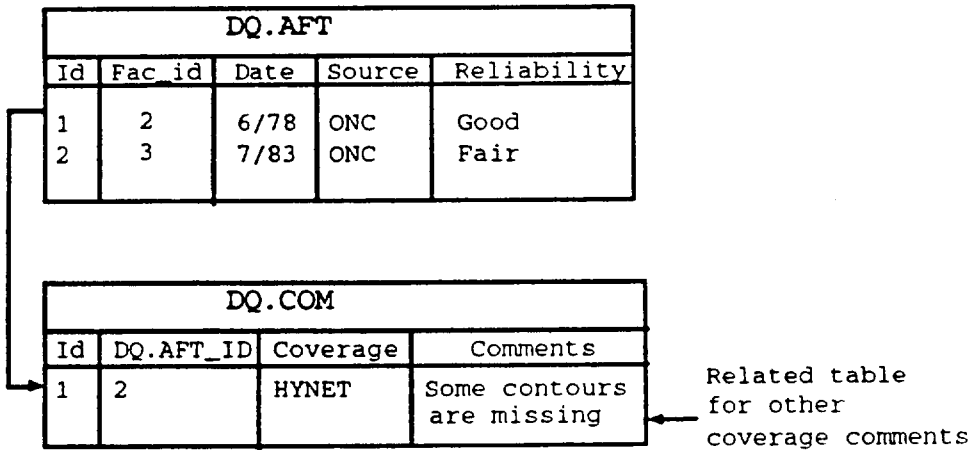 DQ.AFT
Id Fac_id Date Source Reliability
1 2 6/78 ONC Good
2 3 7/83 ONC Fair
DQ.COM
Id DQ.AFT_ID Coverage Comments
1 2 HYNET Some contours
are missing
Related table
for other
coverage comments